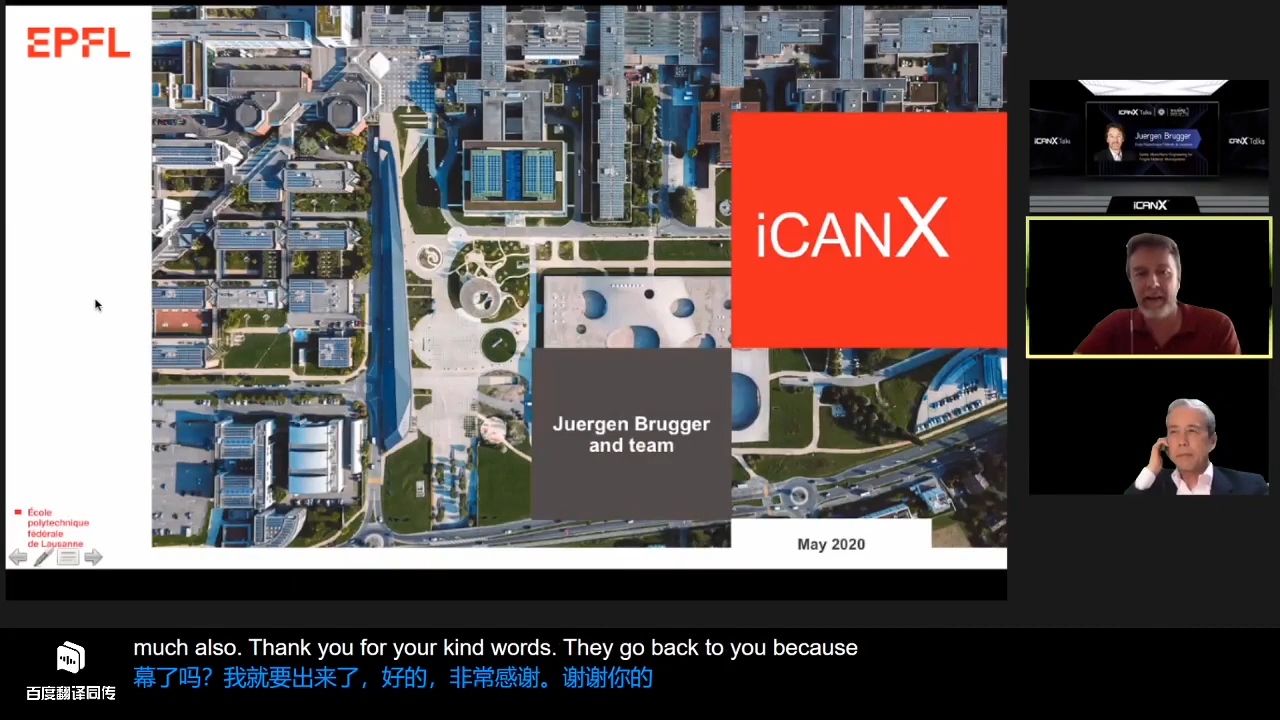 EPFL
iCANX
Juergen Brugger
and team
May 2020
École
polytechnique
fédérale
de Lausanne
iCANX Talks
Juergen Brugger
iCANX Talks
iCANX
much also. Thank you for your kind words. They go back to you because
幕了吗？我就要出来了，好的，非常感谢。谢谢你的
百度翻译同传